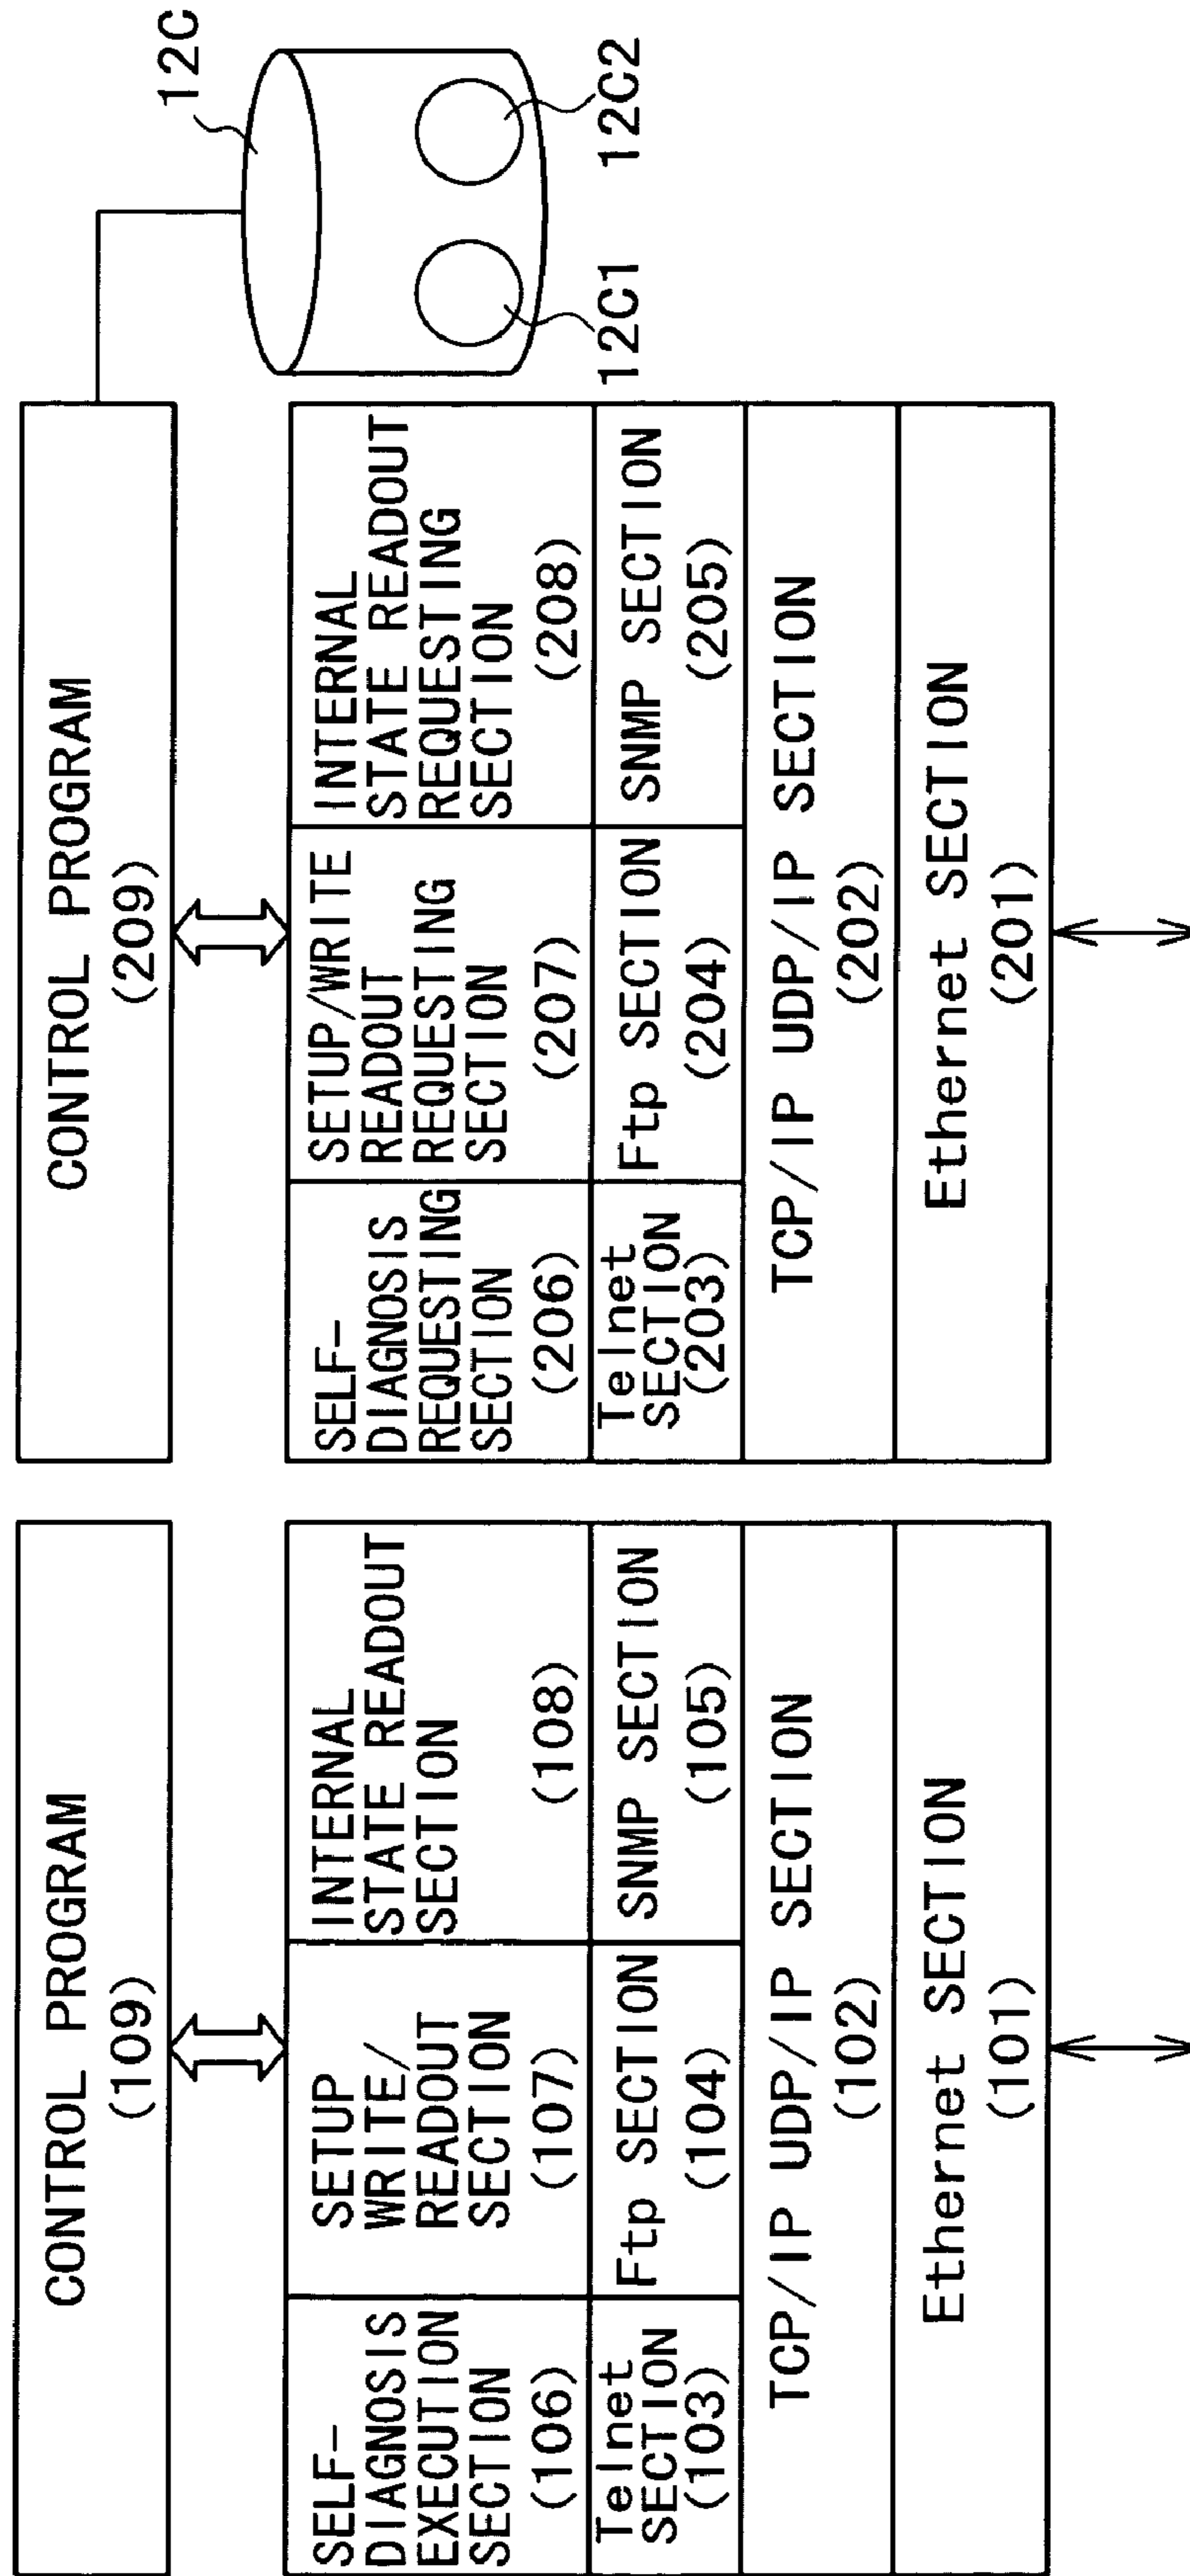 CONTROL PROGRAM
(109)
SELF-
DIAGNOSIS
EXECUTION
SECTION
(106)
SETUP
WRITE/
READOUT
SECTION
(107)
INTERNAL
STATE READOUT
SECTION
(108)
Telnet
SECTION
(103)
Ftp SECTION
(104)
SNMP SECTION
(105)
TCP/IP UDP/IP SECTION
(102)
Ethernet SECTION
(101)
CONTROL PROGRAM
(209)
SELF-
DIAGNOSIS
REQUESTING
SECTION
(206)
SETUP/WRITE
READOUT
REQUESTING
SECTION
(207)
INTERNAL
STATE READOUT
REQUESTING
SECTION
(208)
Telnet
SECTION
(203)
Ftp SECTION
(204)
SNMP SECTION
(205)
TCP/IP UDP/IP SECTION
(202)
Ethernet SECTION
(201)
12C
12C1
12C2